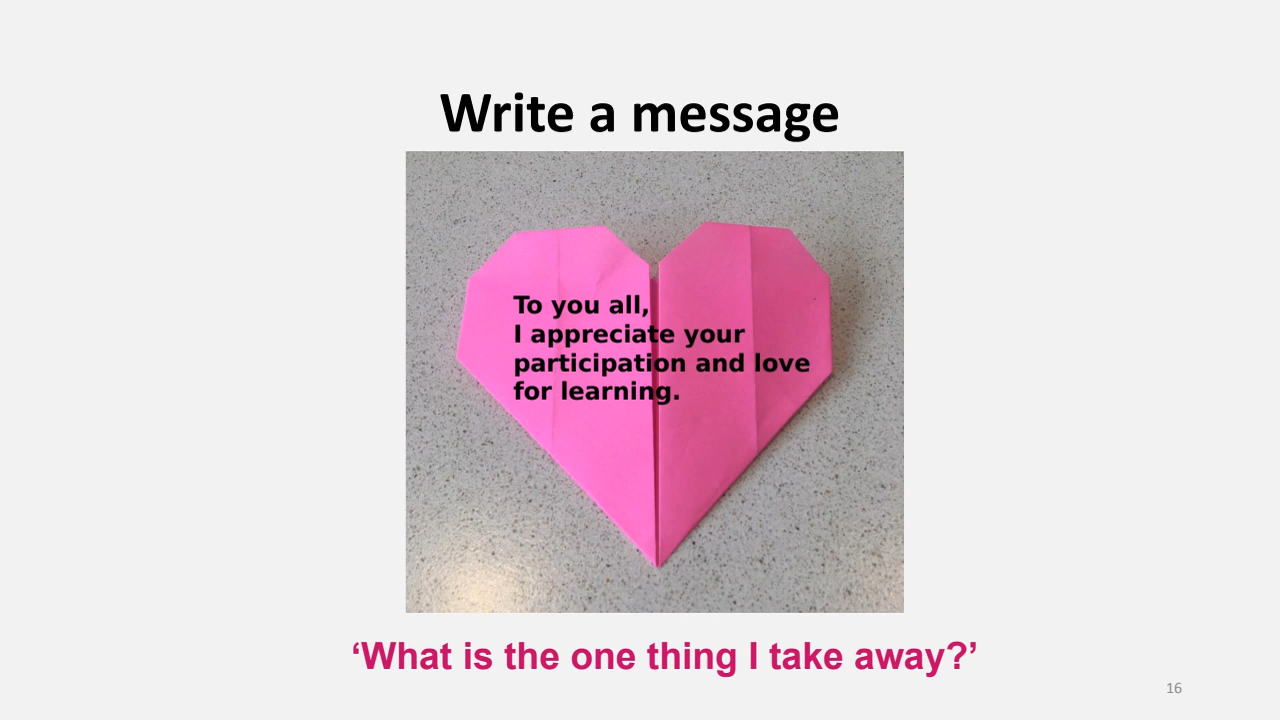 Write a message
To you all,
I appreciate your
participation and love
for learning.
‘What is the one thing I take away?’
16